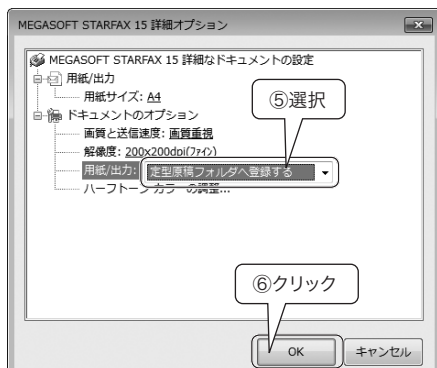 MEGASOFT STARFAX 15 詳細オプション
MEGASOFT STARFAX 15 詳細なドキュメントの設定
用紙/出力
用紙サイズ: A4
⑤選択
ドキュメントのオプション
画質と送信速度: 画質重視
解像度: 200x200dpi(ファイン)
用紙/出力: 定型原稿フォルダへ登録する
ハーフトーン カラーの調整...
⑥クリック
OK
キャンセル